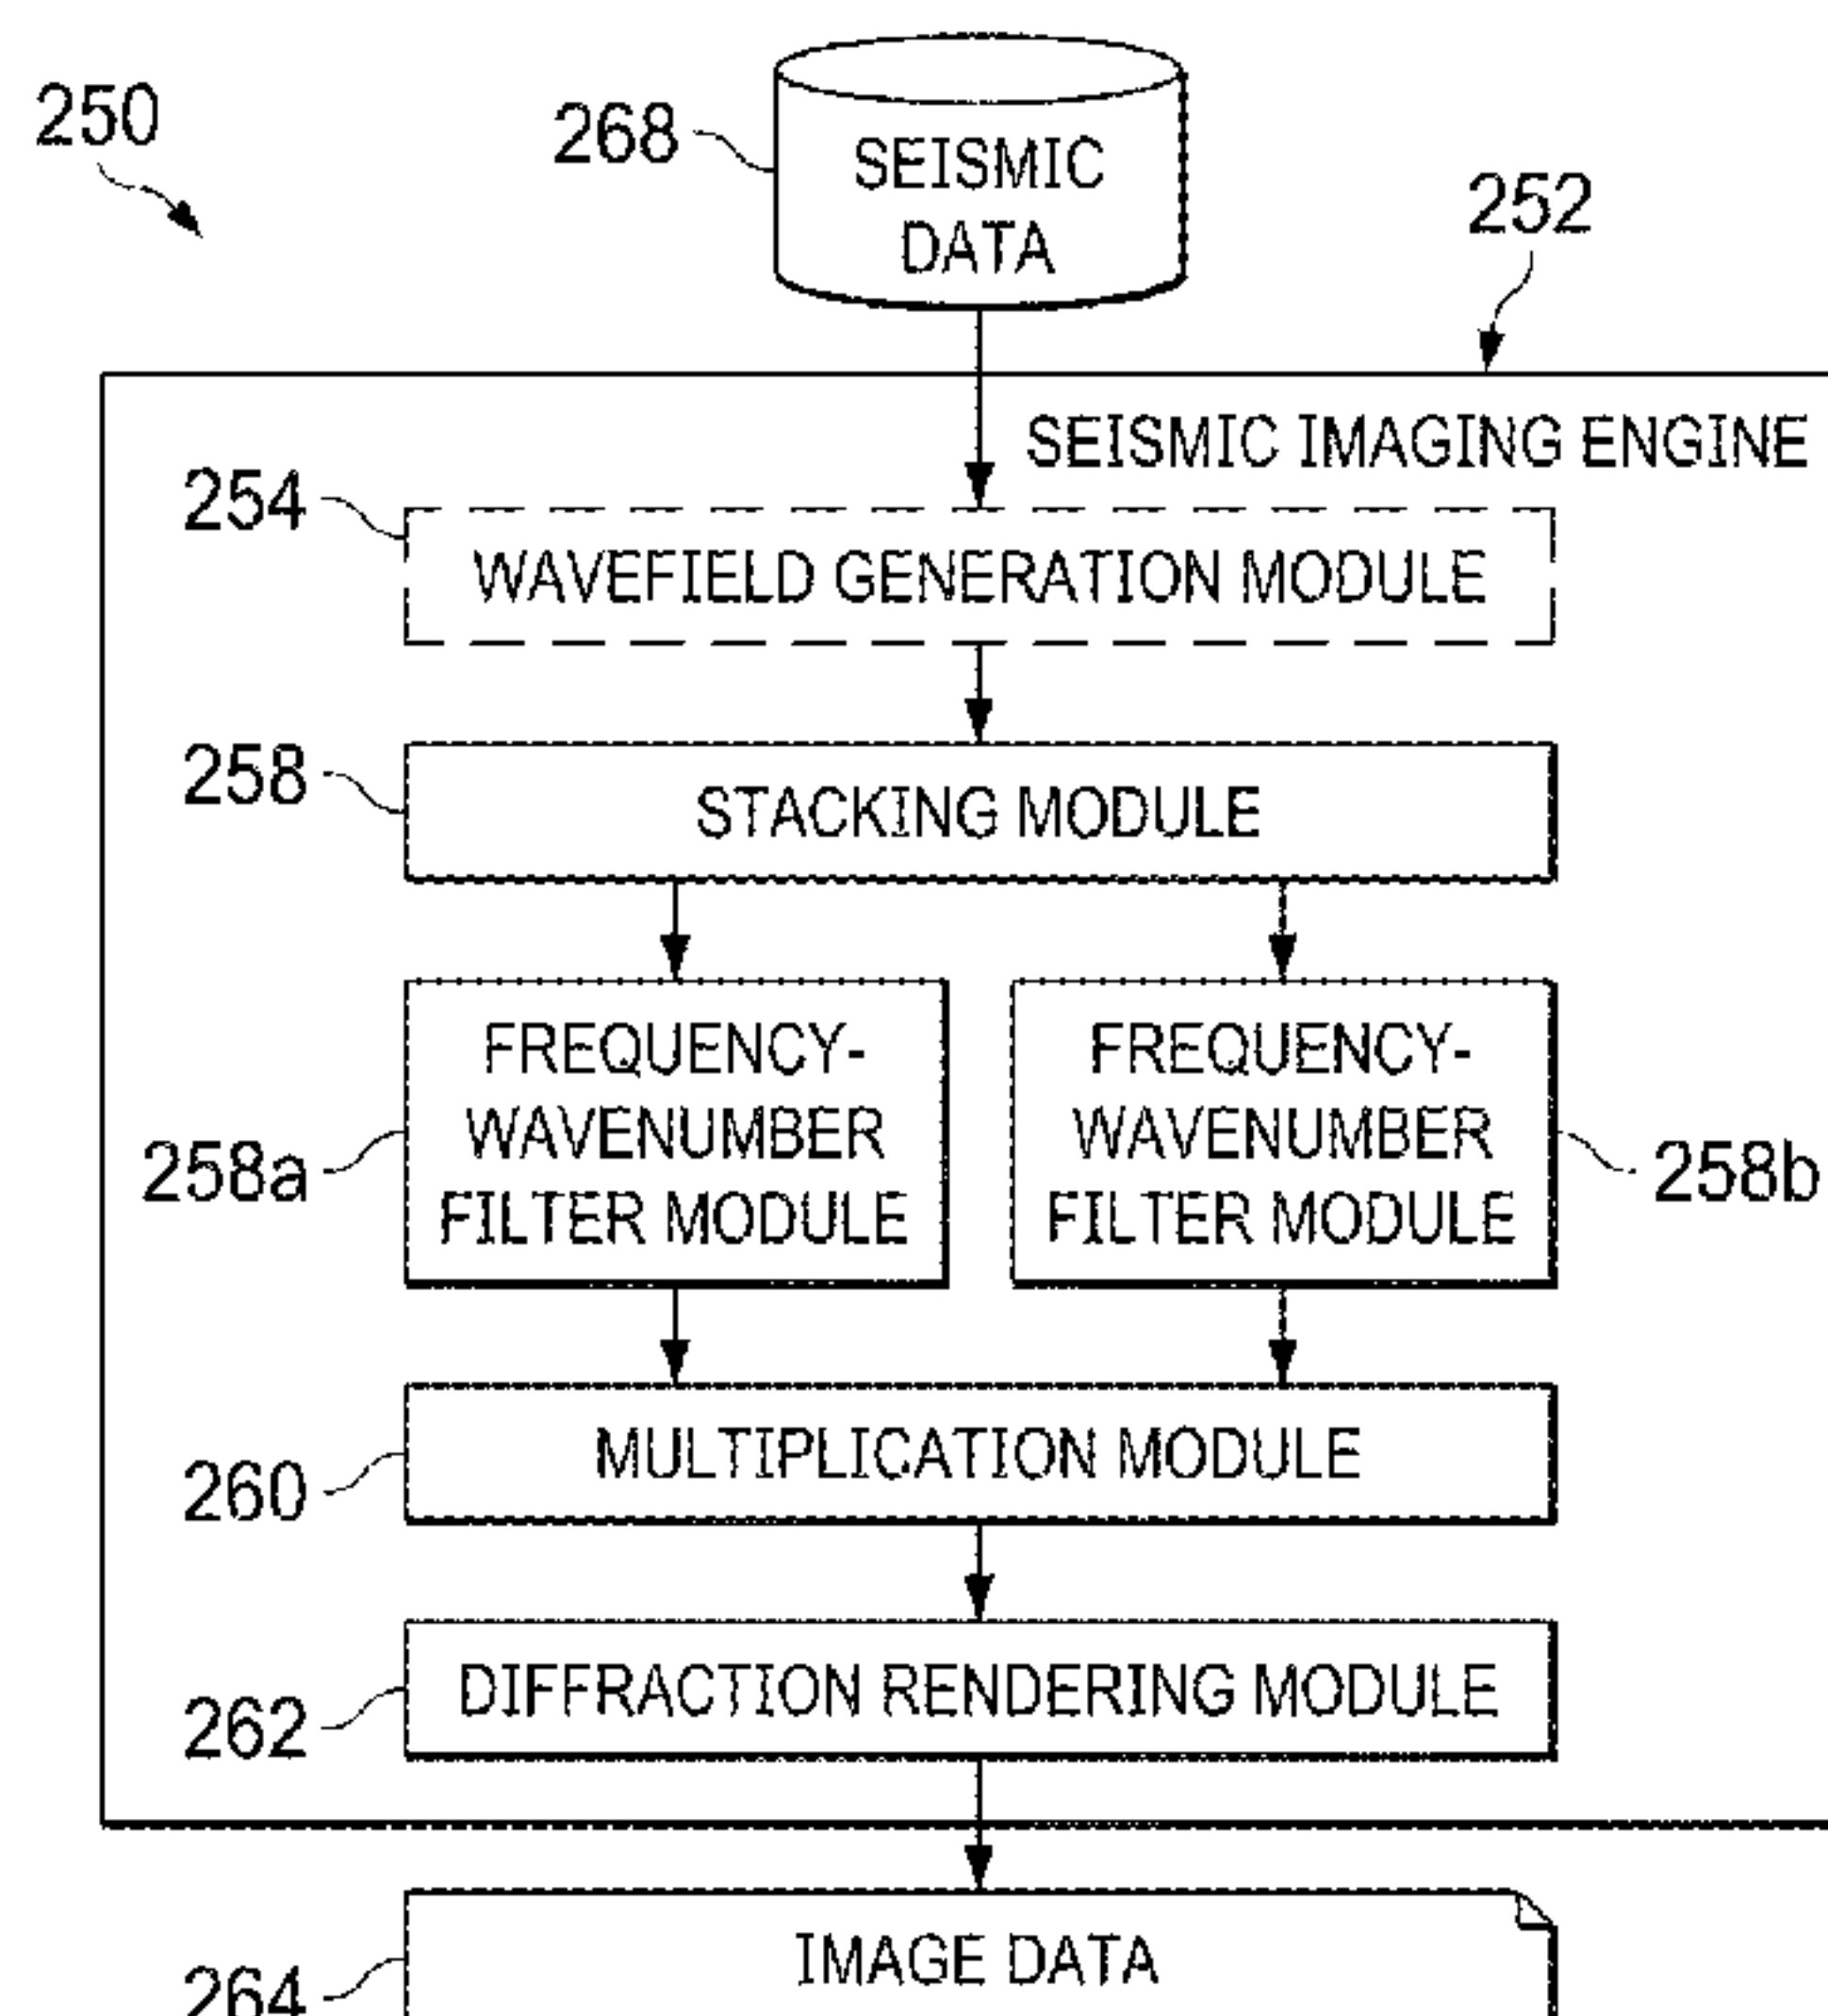 250
268
SEISMIC
DATA
252
SEISMIC IMAGING ENGINE
254
WAVEFIELD GENERATION MODULE
258
STACKING MODULE
258a
FREQUENCY-
WAVENUMBER
FILTER MODULE
FREQUENCY-
WAVENUMBER
FILTER MODULE
258b
260
MULTIPLICATION MODULE
262
DIFFRACTION RENDERING MODULE
264
IMAGE DATA